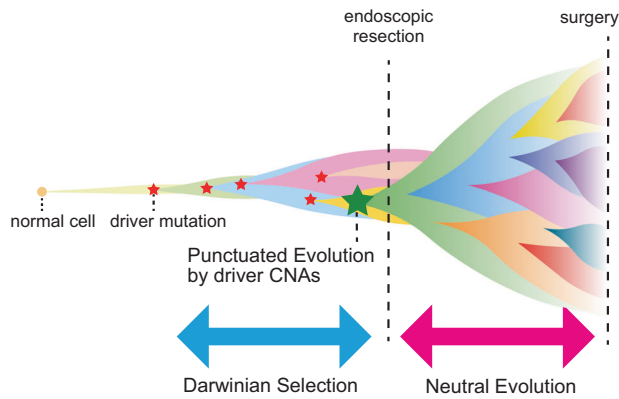 endoscopic
resection
surgery
normal cell
driver mutation
Punctuated Evolution
by driver CNAs
Darwinian Selection
Neutral Evolution